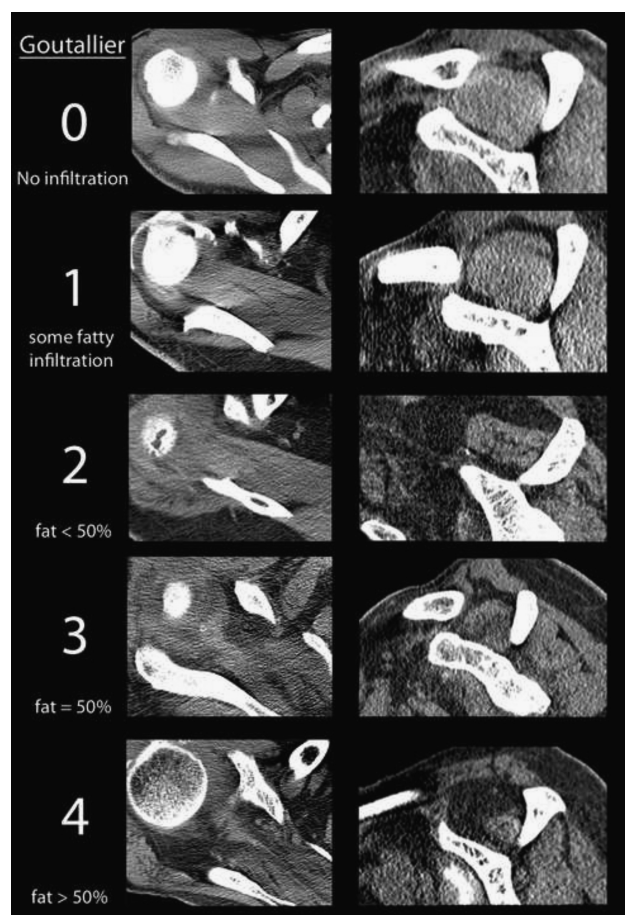 Goutallier
0
No infiltration
1
some fatty
infiltration
2
fat < 50%
3
fat = 50%
4
fat > 50%